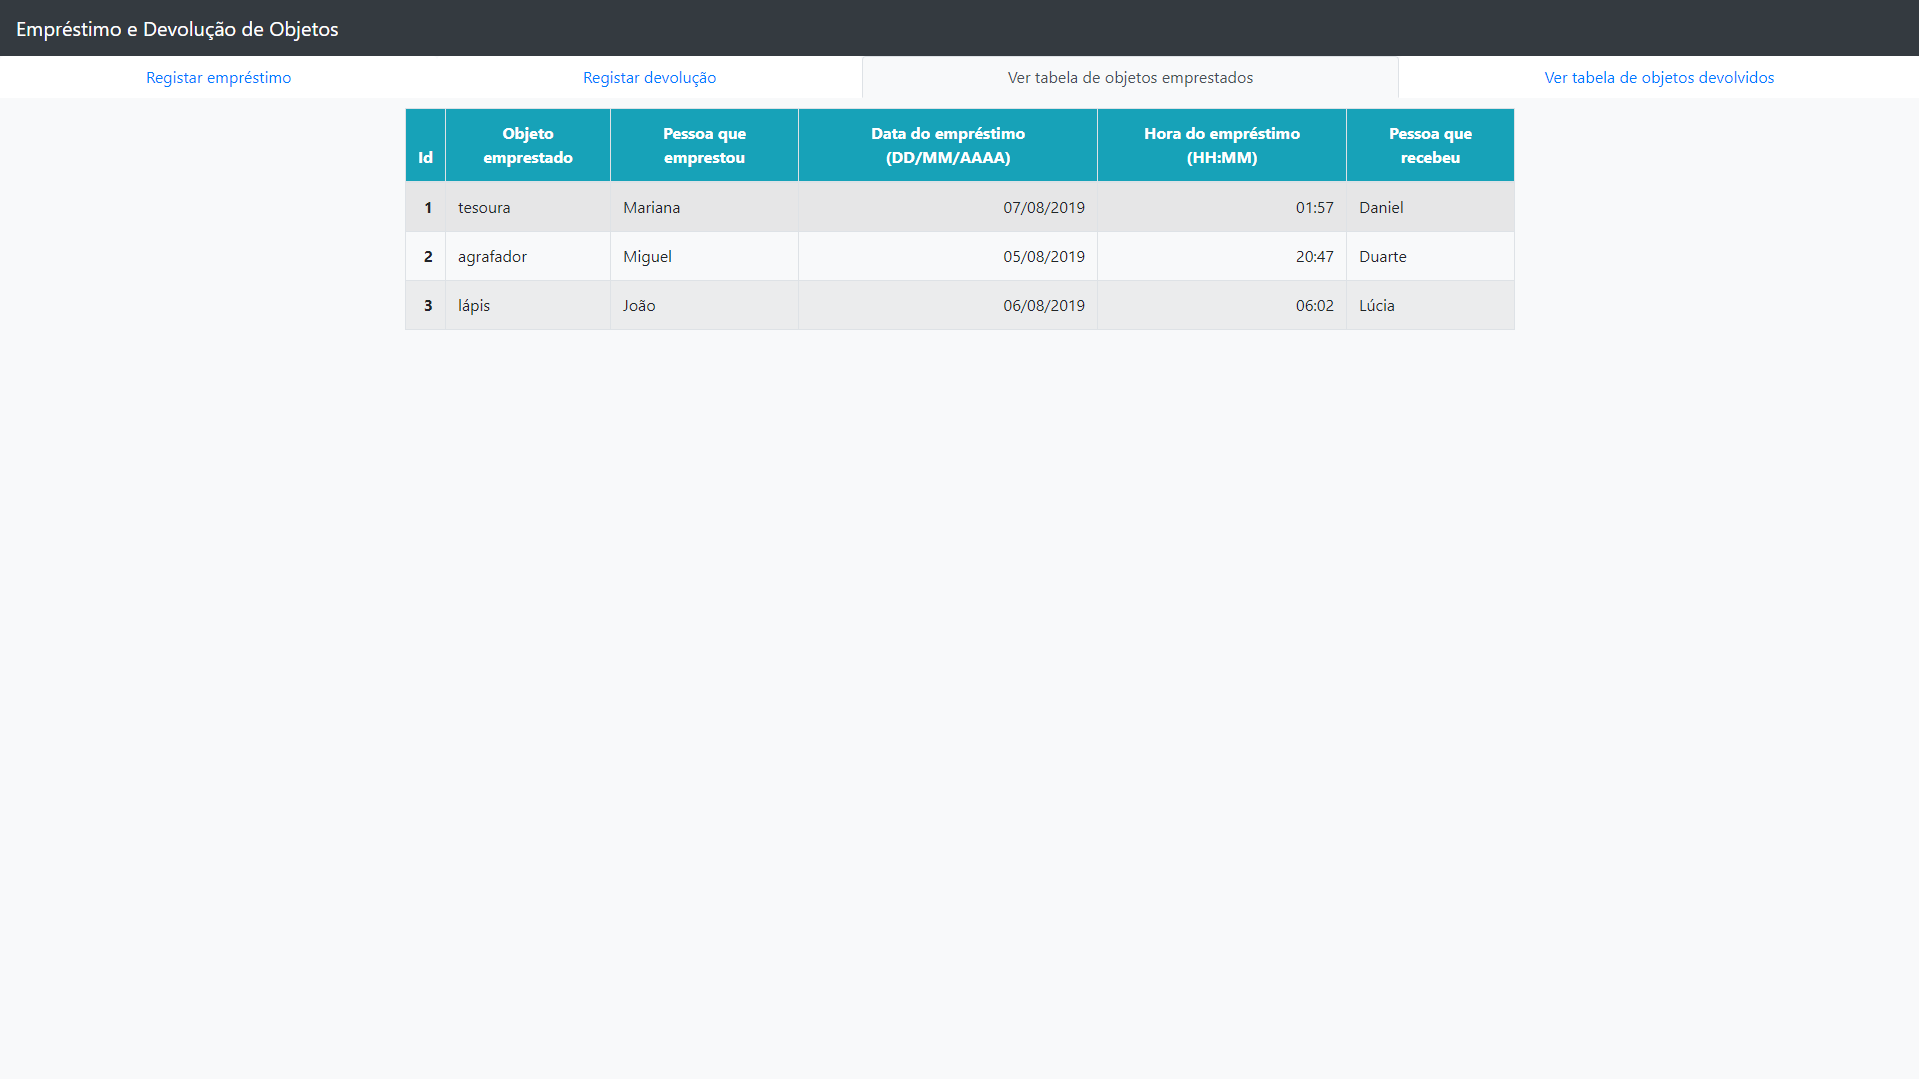 Empréstimo e Devolução de Objetos
Registar empréstimo
Registar devolução
Ver tabela de objetos emprestados
Ver tabela de objetos devolvidos
Id
Objeto
emprestado
Pessoa que
emprestou
Data do empréstimo
(DD/MM/AAAA)
Hora do empréstimo
(HH:MM)
Pessoa que
recebeu
1 tesoura Mariana 07/08/2019 01:57 Daniel
2 agrafador Miguel 05/08/2019 20:47 Duarte
3 lápis João 06/08/2019 06:02 Lúcia